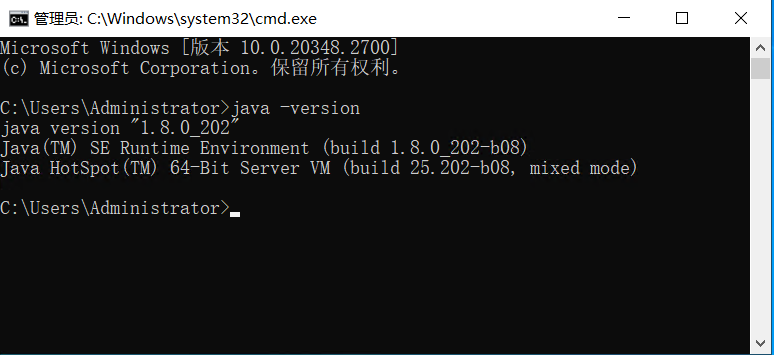 管理员: C:\Windows\system32\cmd.exe
Microsoft Windows [版本 10.0.20348.2700]
(c) Microsoft Corporation。保留所有权利。
C:\Users\Administrator>java -version
java version "1.8.0_202"
Java(TM) SE Runtime Environment (build 1.8.0_202-b08)
Java HotSpot(TM) 64-Bit Server VM (build 25.202-b08, mixed mode)
C:\Users\Administrator>